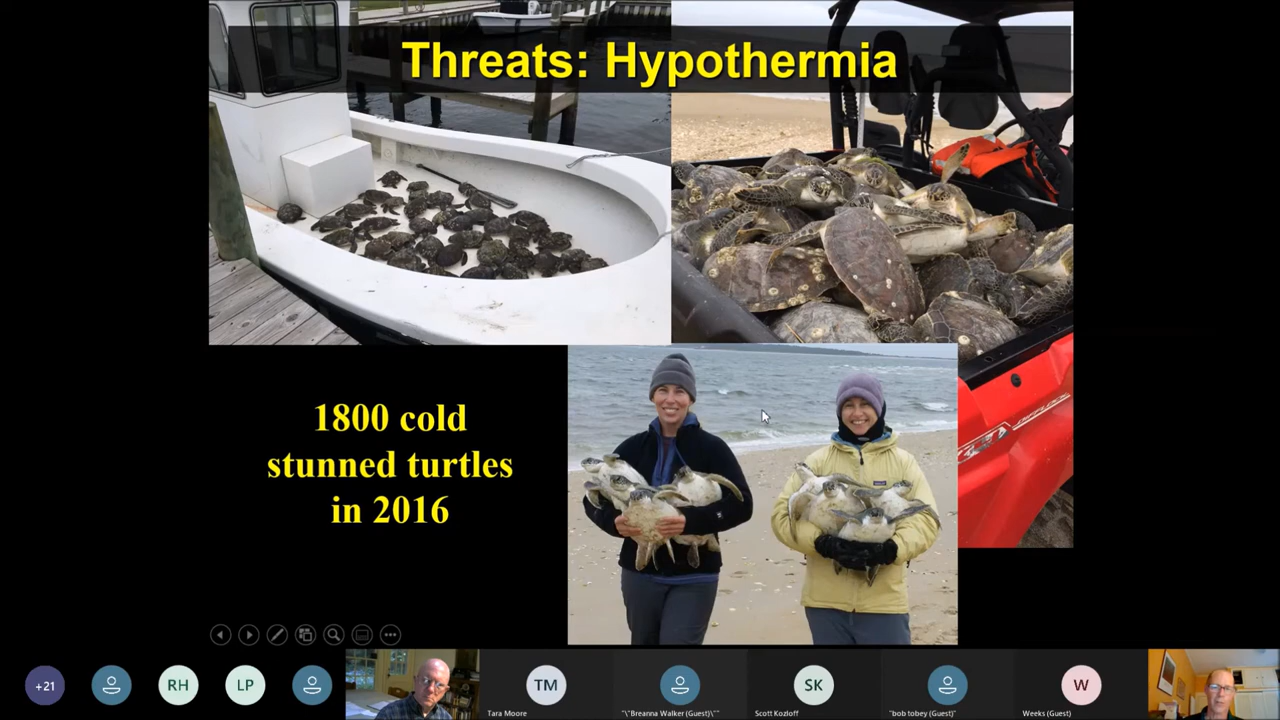 Threats: Hypothermia
1800 cold
stunned turtles
in 2016
+21
RH
LP
TM
SK
W
Tara Moore
"\"Breanna Walker (Guest)\""
Scott Kozloff
"bob tobey (Guest)"
Weeks (Guest)